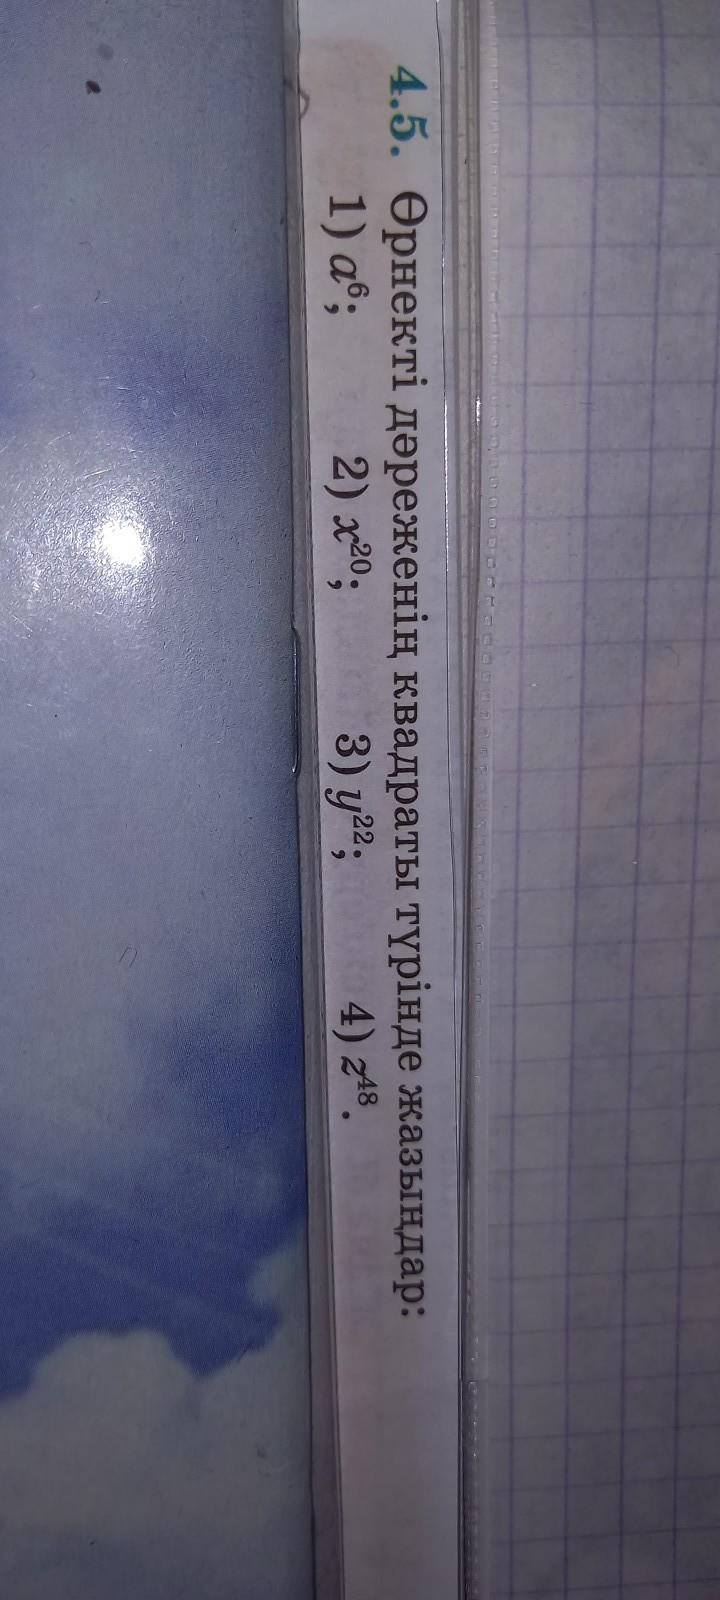 4.5. Өрнекті дәреженің квадраты түрінде жазыңдар:
1) a⁶; 2) x²⁰; 3) y²²; 4) z⁴⁸.